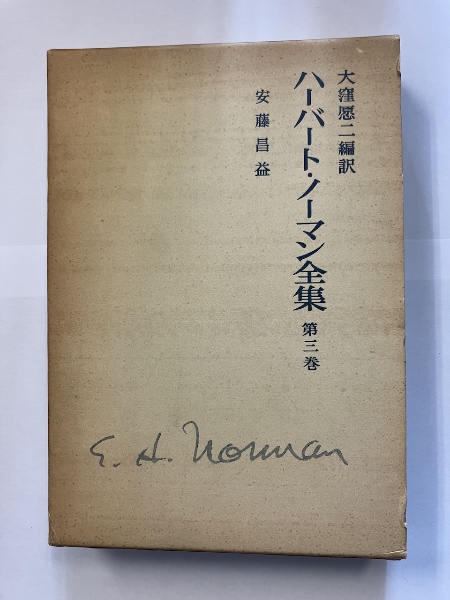 大窪愿二編訳
ハーバート・ノーマン全集 第三巻
安藤昌益
E. H. Norman